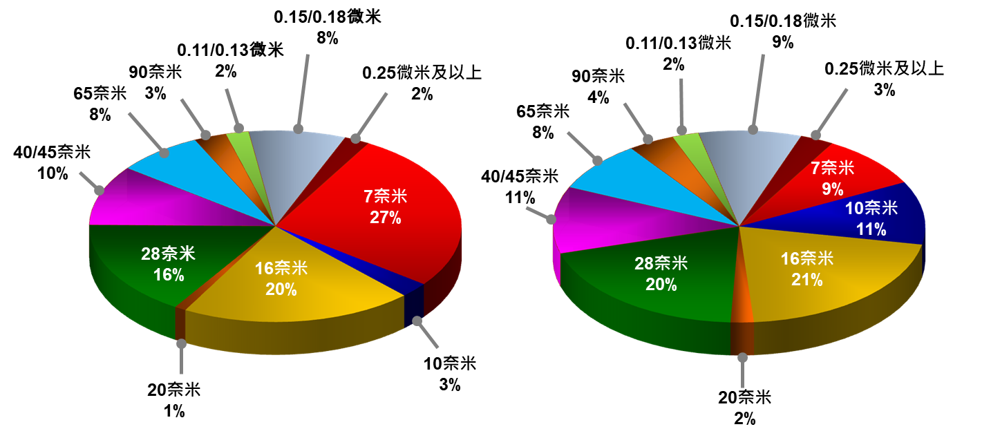 0.15/0.18微米
8%
0.11/0.13微米
2%
90奈米
3%
65奈米
8%
40/45奈米
10%
0.25微米及以上
2%
7奈米
27%
28奈米
16%
16奈米
20%
10奈米
3%
20奈米
1%
0.15/0.18微米
9%
0.11/0.13微米
2%
90奈米
4%
65奈米
8%
40/45奈米
11%
0.25微米及以上
3%
7奈米
9%
10奈米
11%
16奈米
21%
28奈米
20%
20奈米
2%